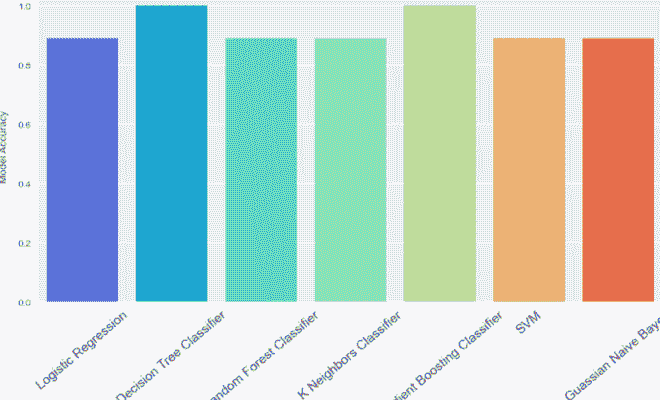 1.0
0.8
0.6
0.4
0.2
0.0
Model Accuracy
Logistic Regression
Decision Tree Classifier
andom Forest Classifier
K Neighbors Classifier
dient Boosting Classifier
SVM
Guassian Naive Baye